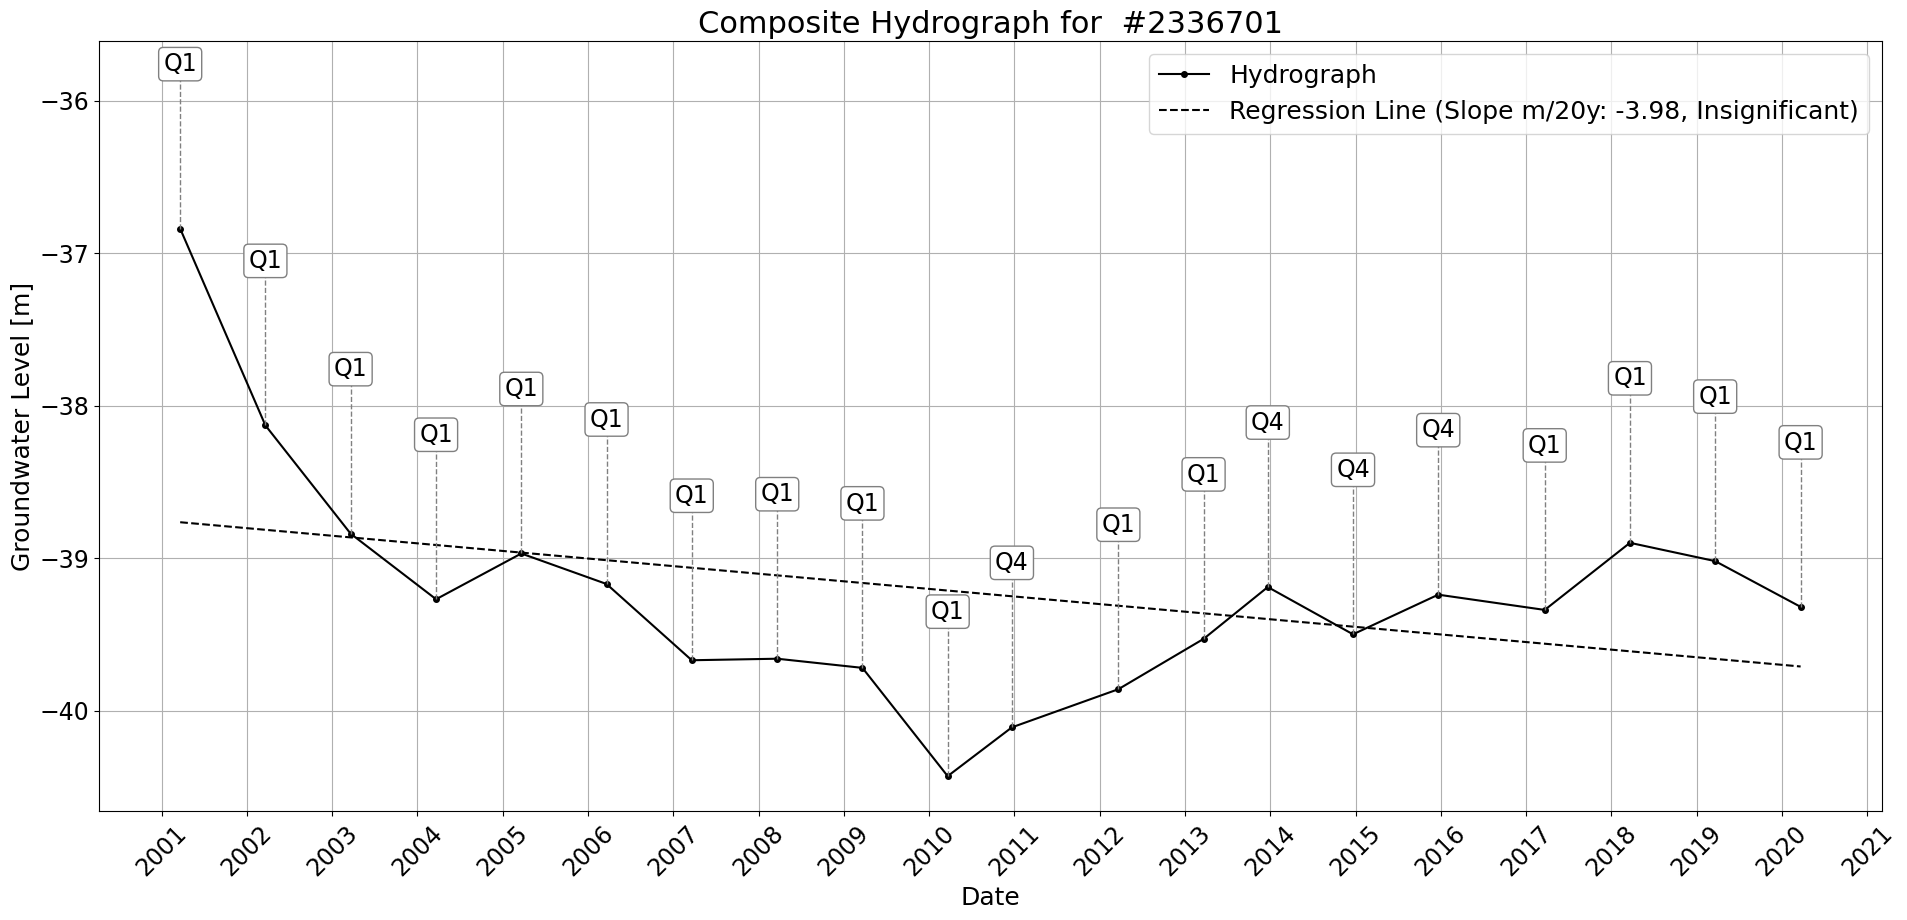 Composite Hydrograph for  #2336701
Hydrograph
Regression Line (Slope m/20y: -3.98, Insignificant)
Groundwater Level [m]
−36
−37
−38
−39
−40
Q1
Q1
Q1
Q1
Q1
Q1
Q1
Q1
Q1
Q1
Q4
Q1
Q1
Q4
Q4
Q4
Q1
Q1
Q1
Q1
2001
2002
2003
2004
2005
2006
2007
2008
2009
2010
2011
2012
2013
2014
2015
2016
2017
2018
2019
2020
2021
Date